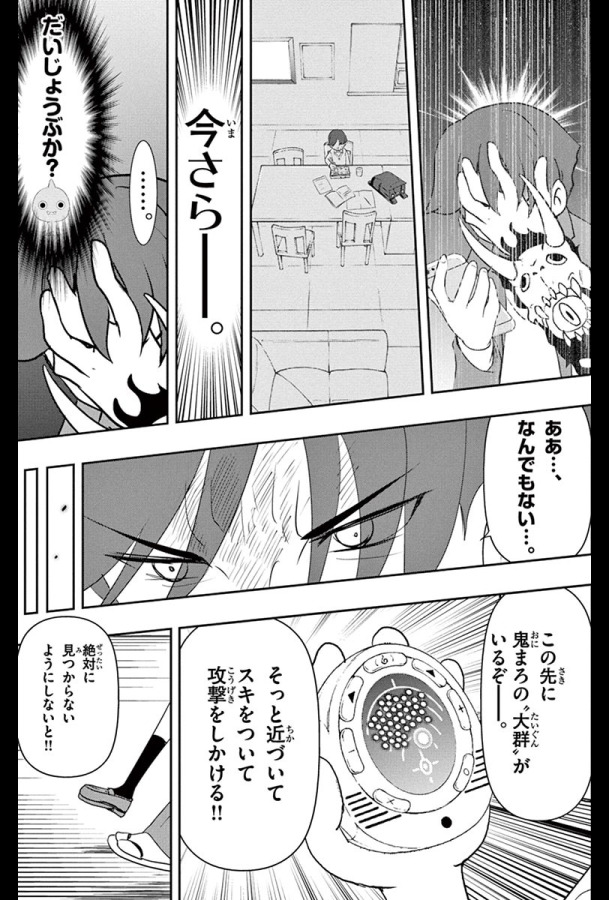 今さら――。
だいじょうぶか？
……。
ああ…、
なんでもない…。
この先に
鬼まろの〝大群〟が
いるぞ――。
そっと近づいて
スキをついて
攻撃をしかける!!
絶対に
見つからない
ようにしないと!!